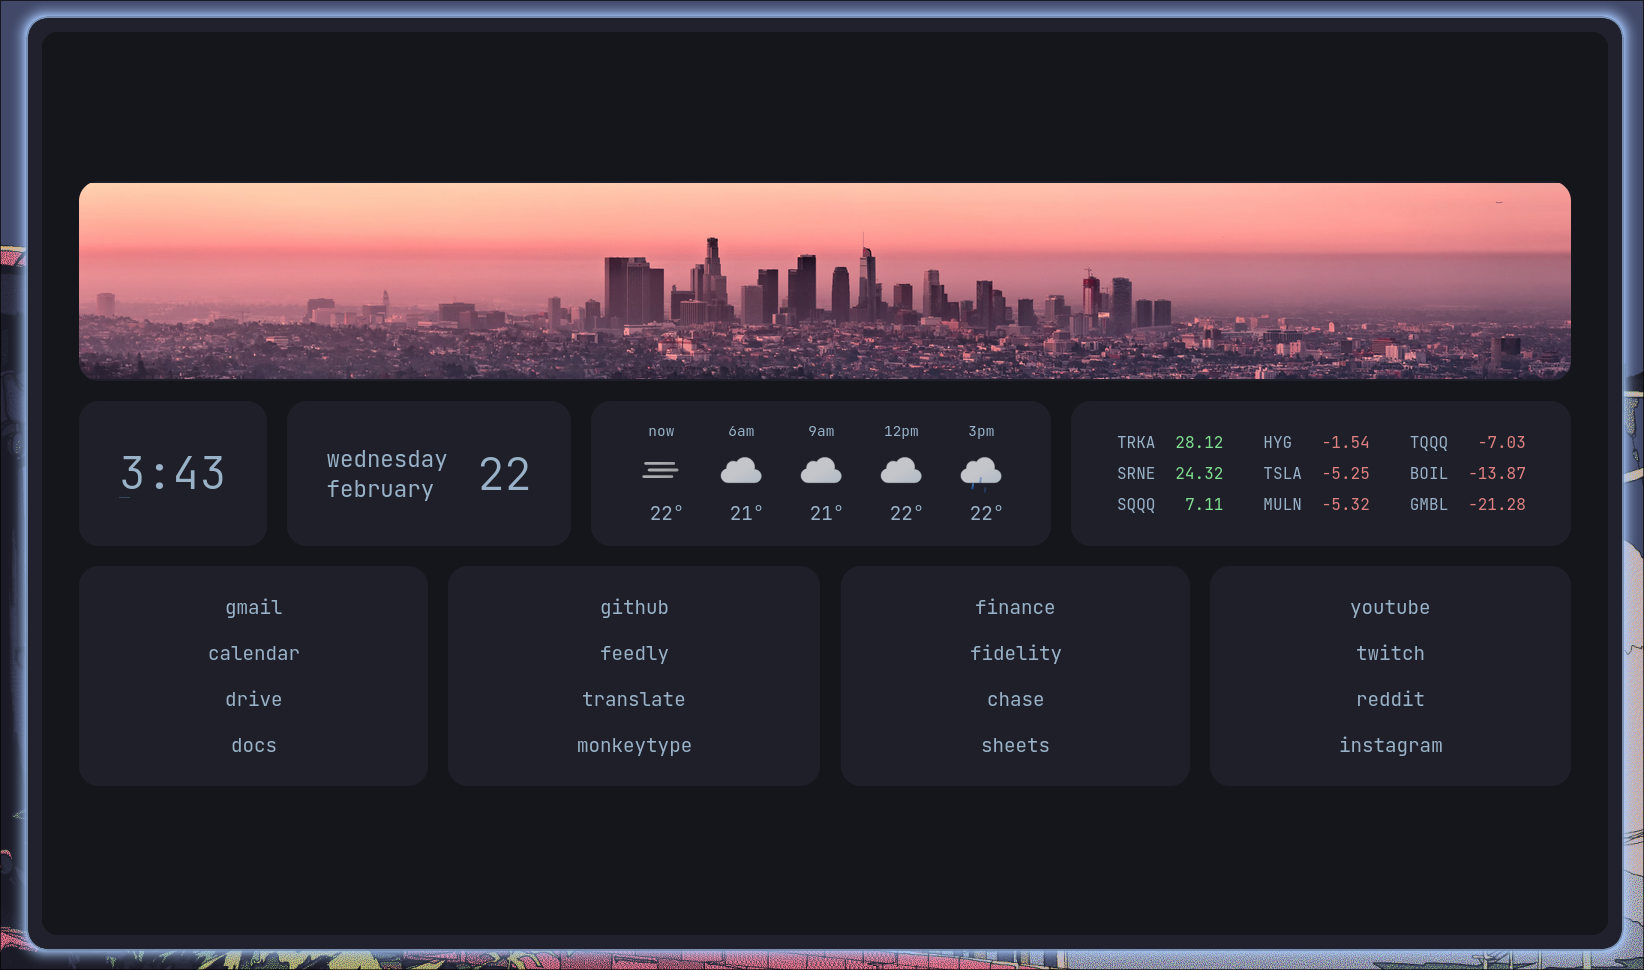 3:43
wednesday
february
22
now 6am 9am 12pm 3pm
22° 21° 21° 22° 22°
TRKA 28.12 HYG -1.54 TQQQ -7.03
SRNE 24.32 TSLA -5.25 BOIL -13.87
SQQQ 7.11 MULN -5.32 GMBL -21.28
gmail
calendar
drive
docs
github
feedly
translate
monkeytype
finance
fidelity
chase
sheets
youtube
twitch
reddit
instagram